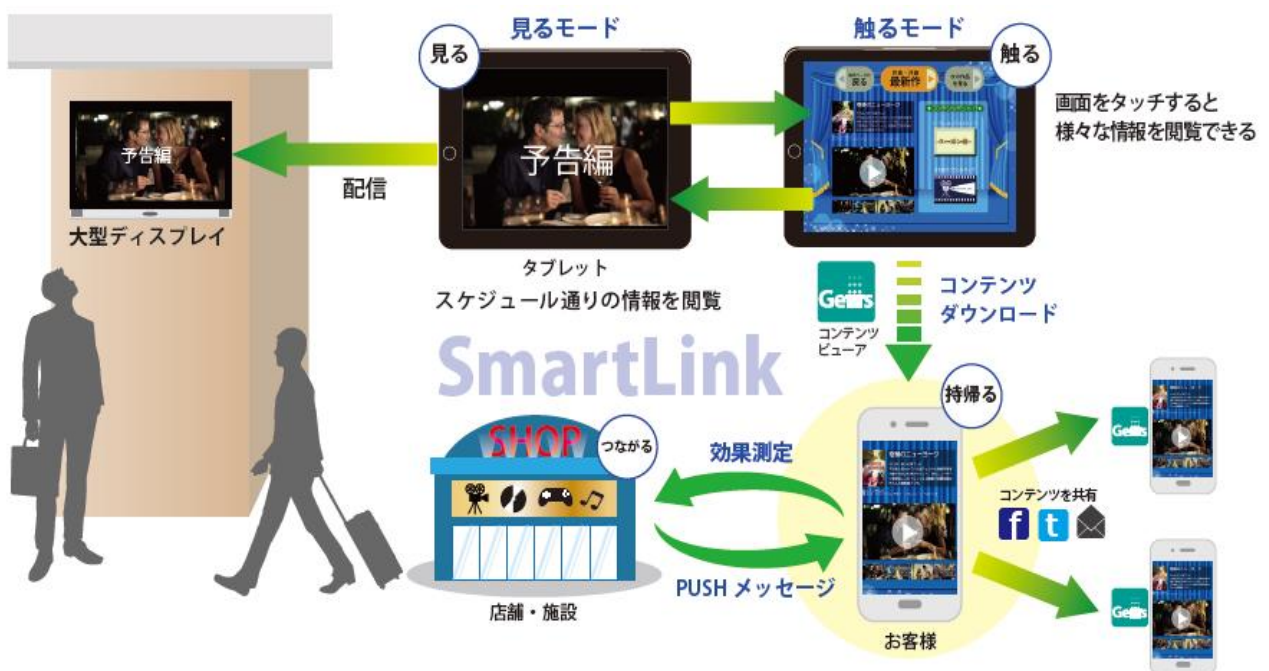 見るモード
触るモード
見る
触る
予告編
予告編
戻る
最新作
画面をタッチすると
様々な情報を閲覧できる
配信
大型ディスプレイ
タブレット
スケジュール通りの情報を閲覧
コンテンツ
ダウンロード
コンテンツ
ビューア
SmartLink
持帰る
SHOP
つながる
効果測定
コンテンツを共有
f
t
PUSH メッセージ
店舗・施設
お客様